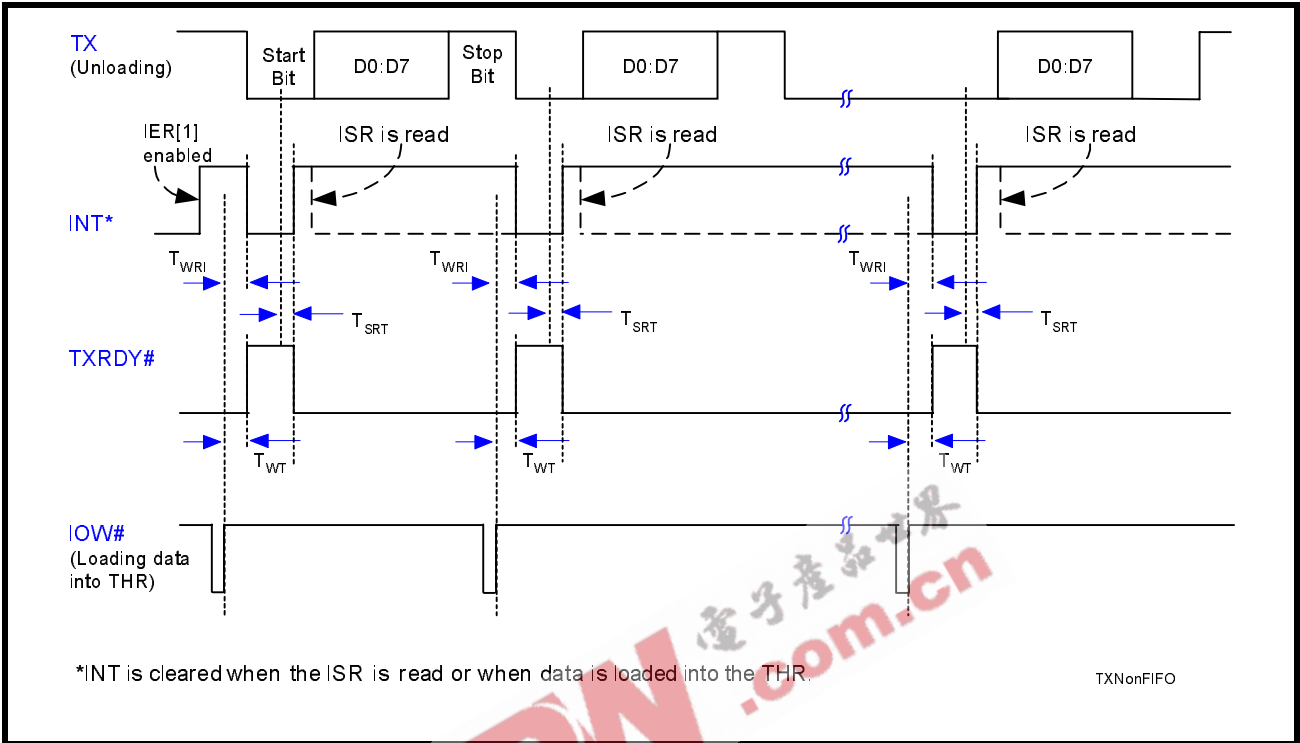 TX
(Unloading)
Start
Bit
D0:D7
Stop
Bit
D0:D7
D0:D7
IER[1]
enabled
ISR is read
ISR is read
ISR is read
INT*
TWRI
TWRI
TWRI
TSRT
TSRT
TSRT
TXRDY#
TWT
TWT
TWT
IOW#
(Loading data
into THR)
電子產品世界
.com.cn
*INT is cleared when the ISR is read or when data is loaded into the THR.
TXNonFIFO